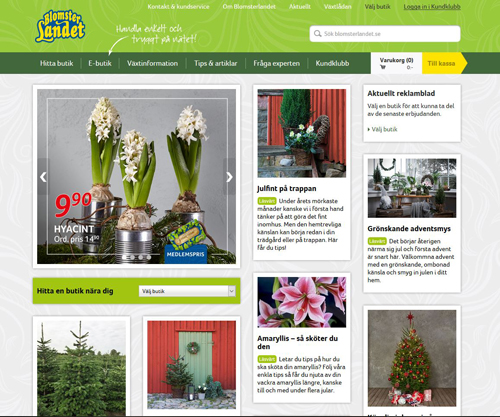 Kontakt & kundservice
Om Blomsterlandet
Aktuellt
Växtlådan
Välj butik
Logga in i Kundklubb
Blomster
Landet
Handla enkelt och
tryggt på nätet!
Sök blomsterlandet.se
Hitta butik
E-butik
Växtinformation
Tips & artiklar
Fråga experten
Kundklubb
Varukorg (0)
0:-
Till kassa
9 90
HYACINT
Ord. pris 14 90
MEDLEMSPRIS
Hitta en butik nära dig
Välj butik
Julfint på trappan
Läsvärt Under årets mörkaste
månader kanske vi i första hand
tänker på att göra det fint
inomhus. Men den hemtrevliga
känslan kan börja redan i din
trädgård eller på trappan. Här
får du tips!
Amaryllis – så sköter du
den
Läsvärt Letar du tips på hur du
ska sköta din amaryllis? Följ våra
enkla tips så får du njuta av din
vackra amaryllis längre, kanske
till och med under flera jular.
Aktuellt reklamblad
Välj en butik för att kunna ta del
av de senaste erbjudanden.
Välj butik
Grönskande adventsmys
Läsvärt Det börjar återigen
närma sig jul och första advent
är snart här. Välkomna advent
med en grönskande, ombonad
känsla och smyg in julen i ditt
hem.